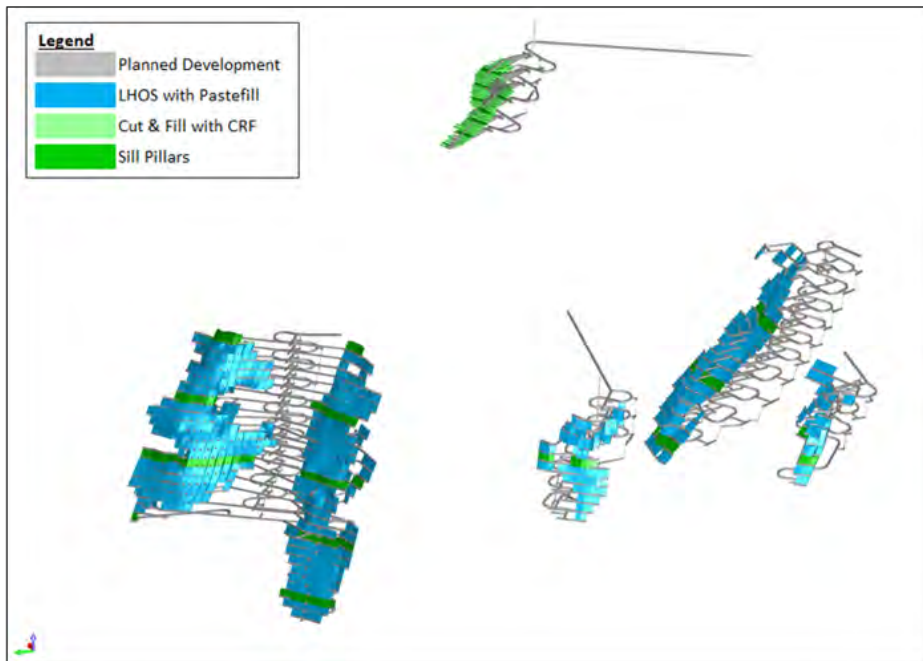 Legend
Planned Development
LHOS with Pastefill
Cut & Fill with CRF
Sill Pillars